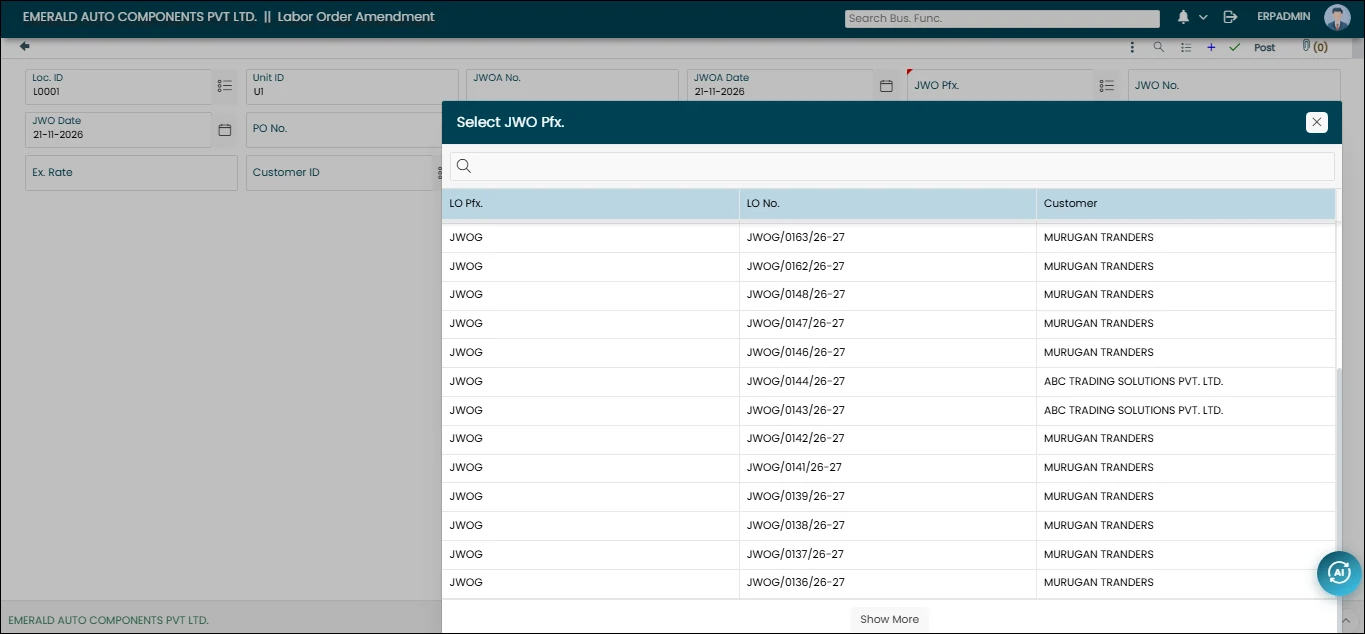 EMERALD AUTO COMPONENTS PVT LTD. || Labor Order Amendment
Search Bus. Func.
ERPADMIN
Post
(0)
Loc. ID
L0001
Unit ID
U1
JWOA No.
JWOA Date
21-11-2026
JWO Pfx.
JWO No.
JWO Date
21-11-2026
PO No.
Ex. Rate
Customer ID
Select JWO Pfx.
LO Pfx. LO No. Customer
JWOG JWOG/0163/26-27 MURUGAN TRANDERS
JWOG JWOG/0162/26-27 MURUGAN TRANDERS
JWOG JWOG/0148/26-27 MURUGAN TRANDERS
JWOG JWOG/0147/26-27 MURUGAN TRANDERS
JWOG JWOG/0146/26-27 MURUGAN TRANDERS
JWOG JWOG/0144/26-27 ABC TRADING SOLUTIONS PVT. LTD.
JWOG JWOG/0143/26-27 ABC TRADING SOLUTIONS PVT. LTD.
JWOG JWOG/0142/26-27 MURUGAN TRANDERS
JWOG JWOG/0141/26-27 MURUGAN TRANDERS
JWOG JWOG/0139/26-27 MURUGAN TRANDERS
JWOG JWOG/0138/26-27 MURUGAN TRANDERS
JWOG JWOG/0137/26-27 MURUGAN TRANDERS
JWOG JWOG/0136/26-27 MURUGAN TRANDERS
AI
Show More
EMERALD AUTO COMPONENTS PVT LTD.